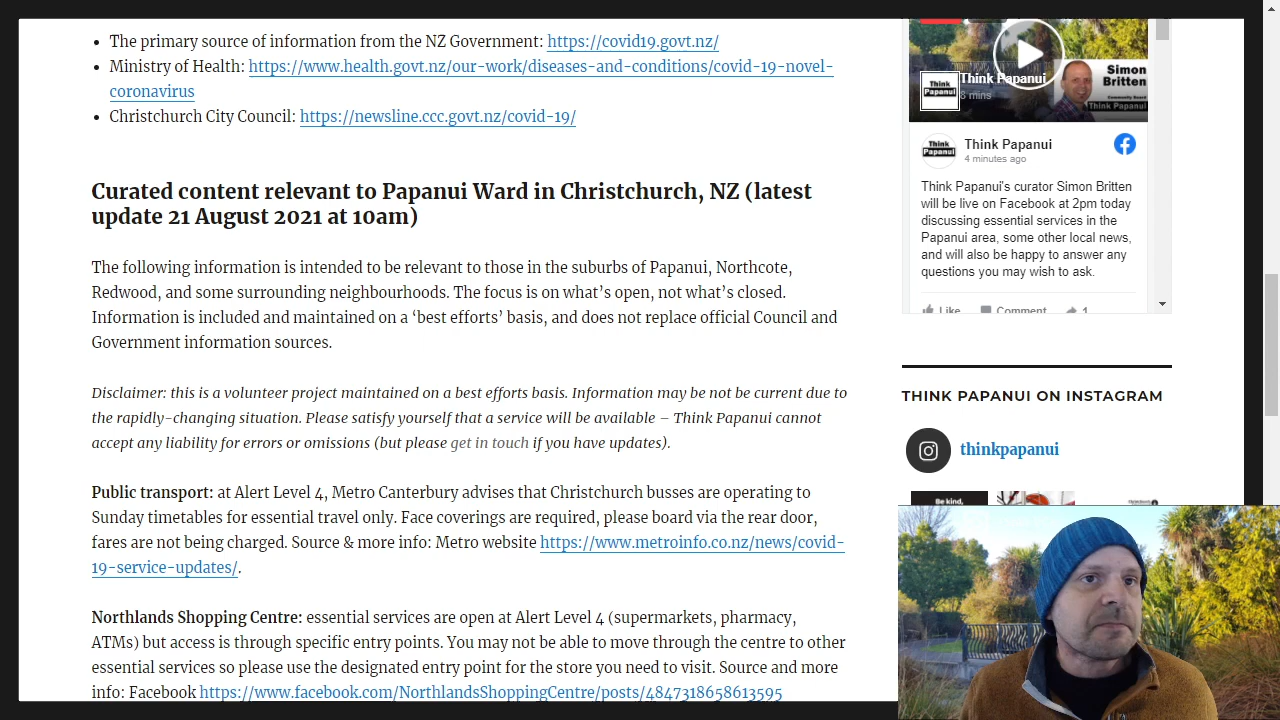 The primary source of information from the NZ Government: https://covid19.govt.nz/
Ministry of Health: https://www.health.govt.nz/our-work/diseases-and-conditions/covid-19-novel-
coronavirus
Christchurch City Council: https://newsline.ccc.govt.nz/covid-19/
Curated content relevant to Papanui Ward in Christchurch, NZ (latest
update 21 August 2021 at 10am)
The following information is intended to be relevant to those in the suburbs of Papanui, Northcote,
Redwood, and some surrounding neighbourhoods. The focus is on what’s open, not what’s closed.
Information is included and maintained on a ‘best efforts’ basis, and does not replace official Council and
Government information sources.
Disclaimer: this is a volunteer project maintained on a best efforts basis. Information may be not be current due to
the rapidly-changing situation. Please satisfy yourself that a service will be available – Think Papanui cannot
accept any liability for errors or omissions (but please get in touch if you have updates).
Public transport: at Alert Level 4, Metro Canterbury advises that Christchurch busses are operating to
Sunday timetables for essential travel only. Face coverings are required, please board via the rear door,
fares are not being charged. Source & more info: Metro website https://www.metroinfo.co.nz/news/covid-
19-service-updates/.
Northlands Shopping Centre: essential services are open at Alert Level 4 (supermarkets, pharmacy,
ATMs) but access is through specific entry points. You may not be able to move through the centre to other
essential services so please use the designated entry point for the store you need to visit. Source and more
info: Facebook https://www.facebook.com/NorthlandsShoppingCentre/posts/4847318658613595
Think
Papanui
Think Papanui
8 mins
Simon
Britten
Community Board
Think Papanui
Think
Papanui
Think Papanui
4 minutes ago
Think Papanui's curator Simon Britten
will be live on Facebook at 2pm today
discussing essential services in the
Papanui area, some other local news,
and will also be happy to answer any
questions you may wish to ask.
Like Comment 1
THINK PAPANUI ON INSTAGRAM
thinkpapanui
Be kind,